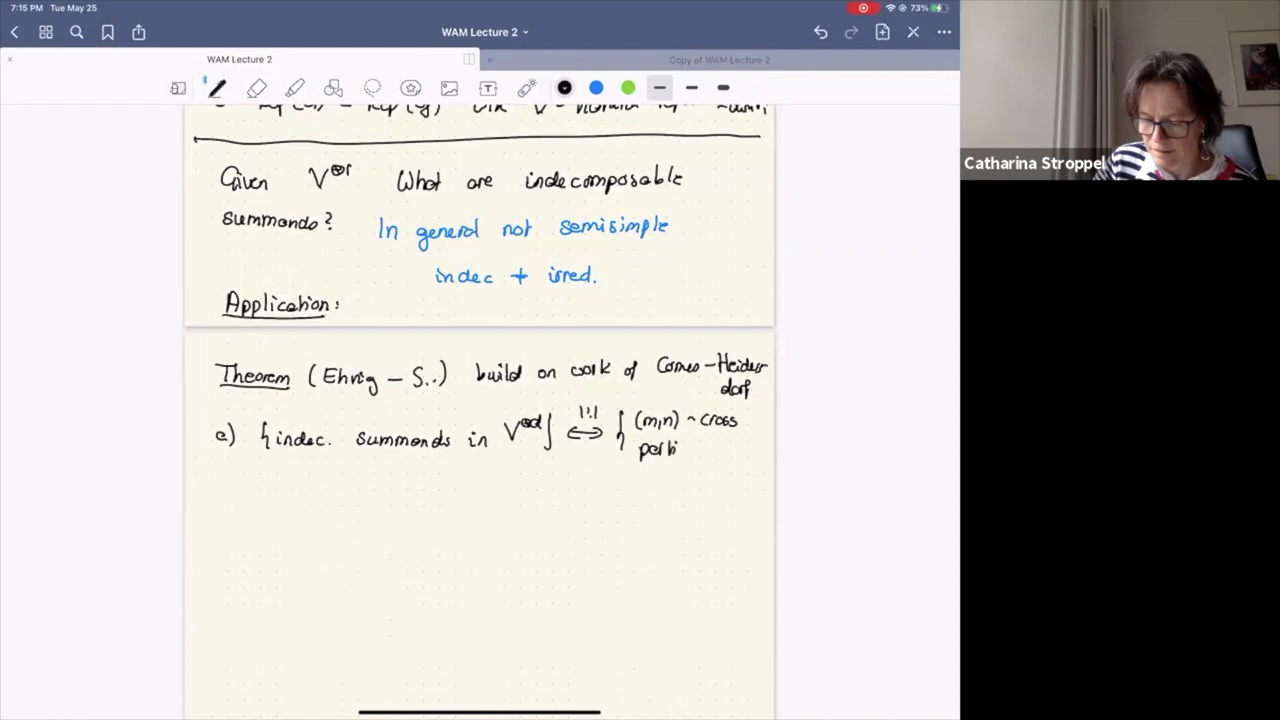 7:15 PM Tue May 25
73%
WAM Lecture 2
WAM Lecture 2
Copy of WAM Lecture 2
Catharina Stroppel
Given V⊗r What are indecomposable
summands?
In general not semisimple
indec ≠ irred.
Application:
Theorem (Ehrig – S..) build on work of Comes – Heiders
dorf
a) { indec. summands in V⊗d } 1:1 ⟺ { (m,n) - cross
parti